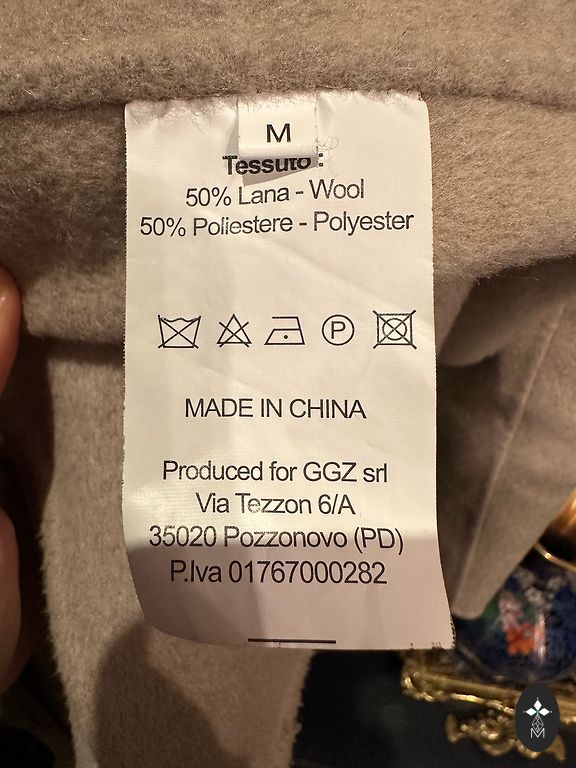 M
Tessuto :
50% Lana - Wool
50% Poliestere - Polyester
P
MADE IN CHINA
Produced for GGZ srl
Via Tezzon 6/A
35020 Pozzonovo (PD)
P.Iva 01767000282
M